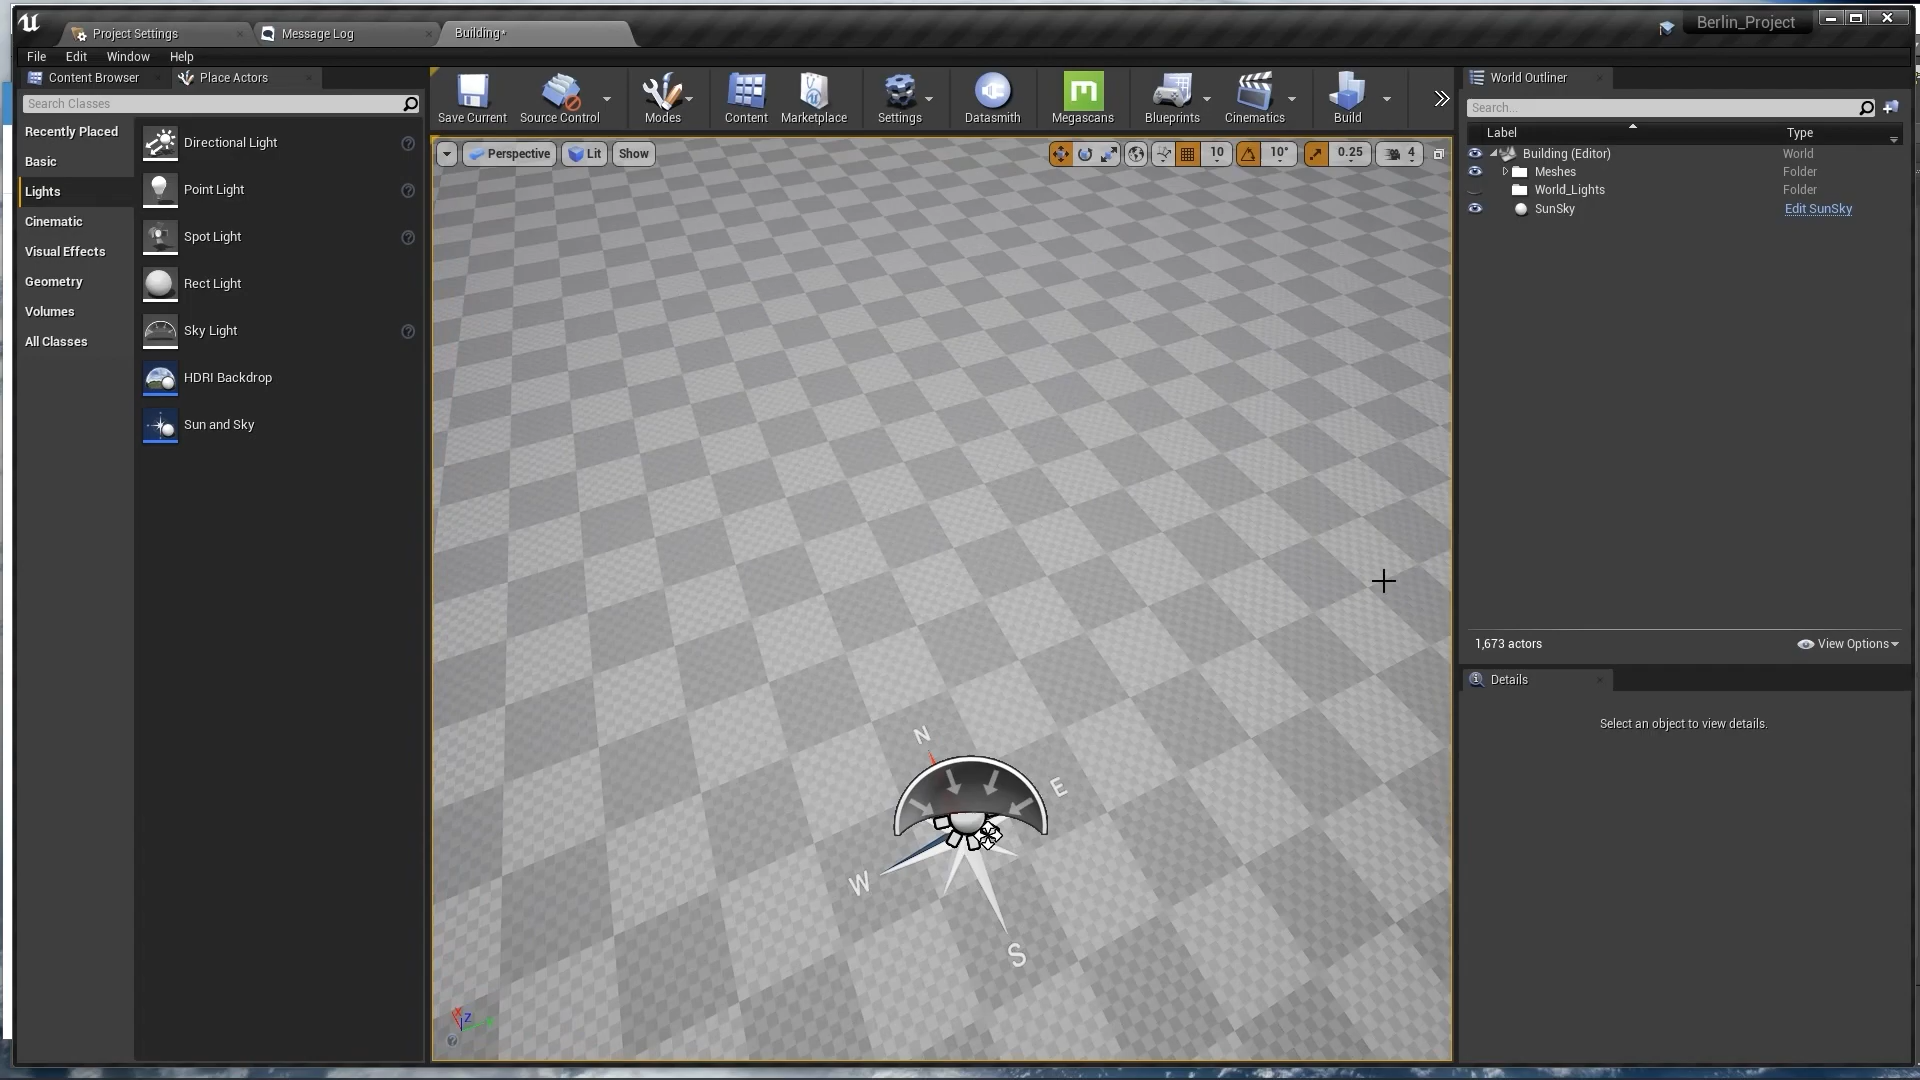 Project Settings
Message Log
Building*
Berlin_Project
File Edit Window Help
Content Browser
Place Actors
Search Classes
Recently Placed
Basic
Lights
Cinematic
Visual Effects
Geometry
Volumes
All Classes
Directional Light
Point Light
Spot Light
Rect Light
Sky Light
HDRI Backdrop
Sun and Sky
Save Current
Source Control
Modes
Content
Marketplace
Settings
Datasmith
Megascans
Blueprints
Cinematics
Build
Perspective
Lit
Show
10
10°
0.25
4
N
E
W
S
X
Z
World Outliner
Search...
Label Type
Building (Editor) World
Meshes Folder
World_Lights Folder
SunSky Edit SunSky
1,673 actors
View Options
Details
Select an object to view details.